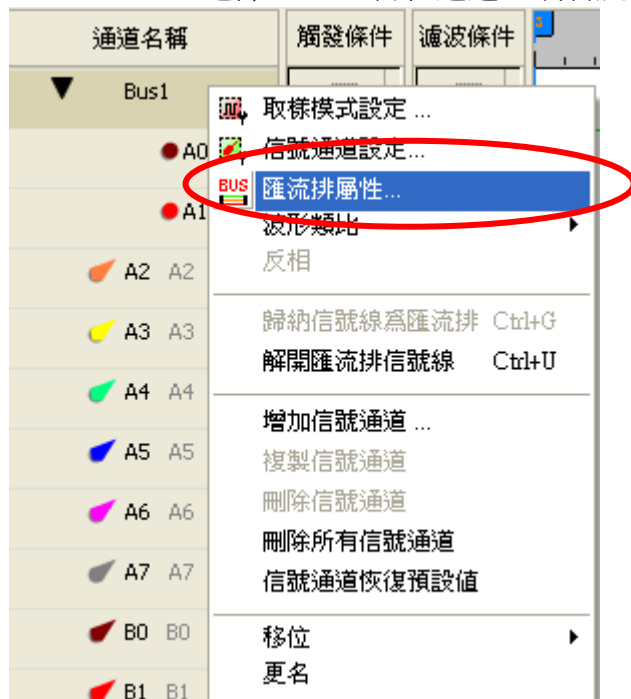 通道名稱 觸發條件 濾波條件
Bus1
取樣模式設定 ...
A0 信號通道設定...
BUS 匯流排屬性...
A1 波形類比
反相
A2 A2
歸納信號線爲匯流排 Ctrl+G
A3 A3
解開匯流排信號線 Ctrl+U
A4 A4
增加信號通道 ...
A5 A5 複製信號通道
A6 A6 刪除信號通道
刪除所有信號通道
A7 A7 信號通道恢復預設值
B0 B0 移位
更名
B1 B1